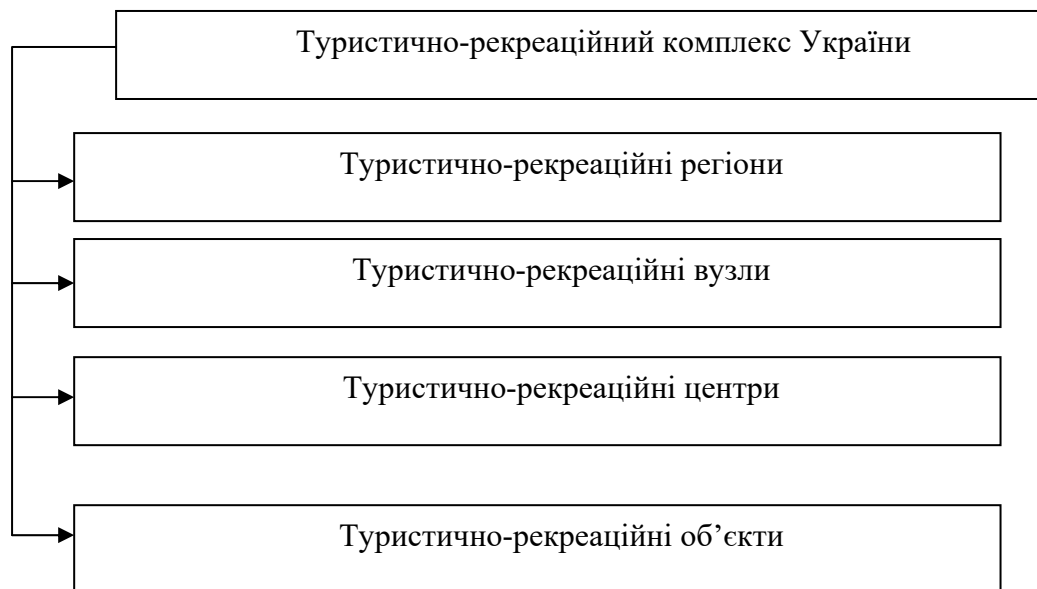 Туристично-рекреаційний комплекс України
Туристично-рекреаційні регіони
Туристично-рекреаційні вузли
Туристично-рекреаційні центри
Туристично-рекреаційні об’єкти